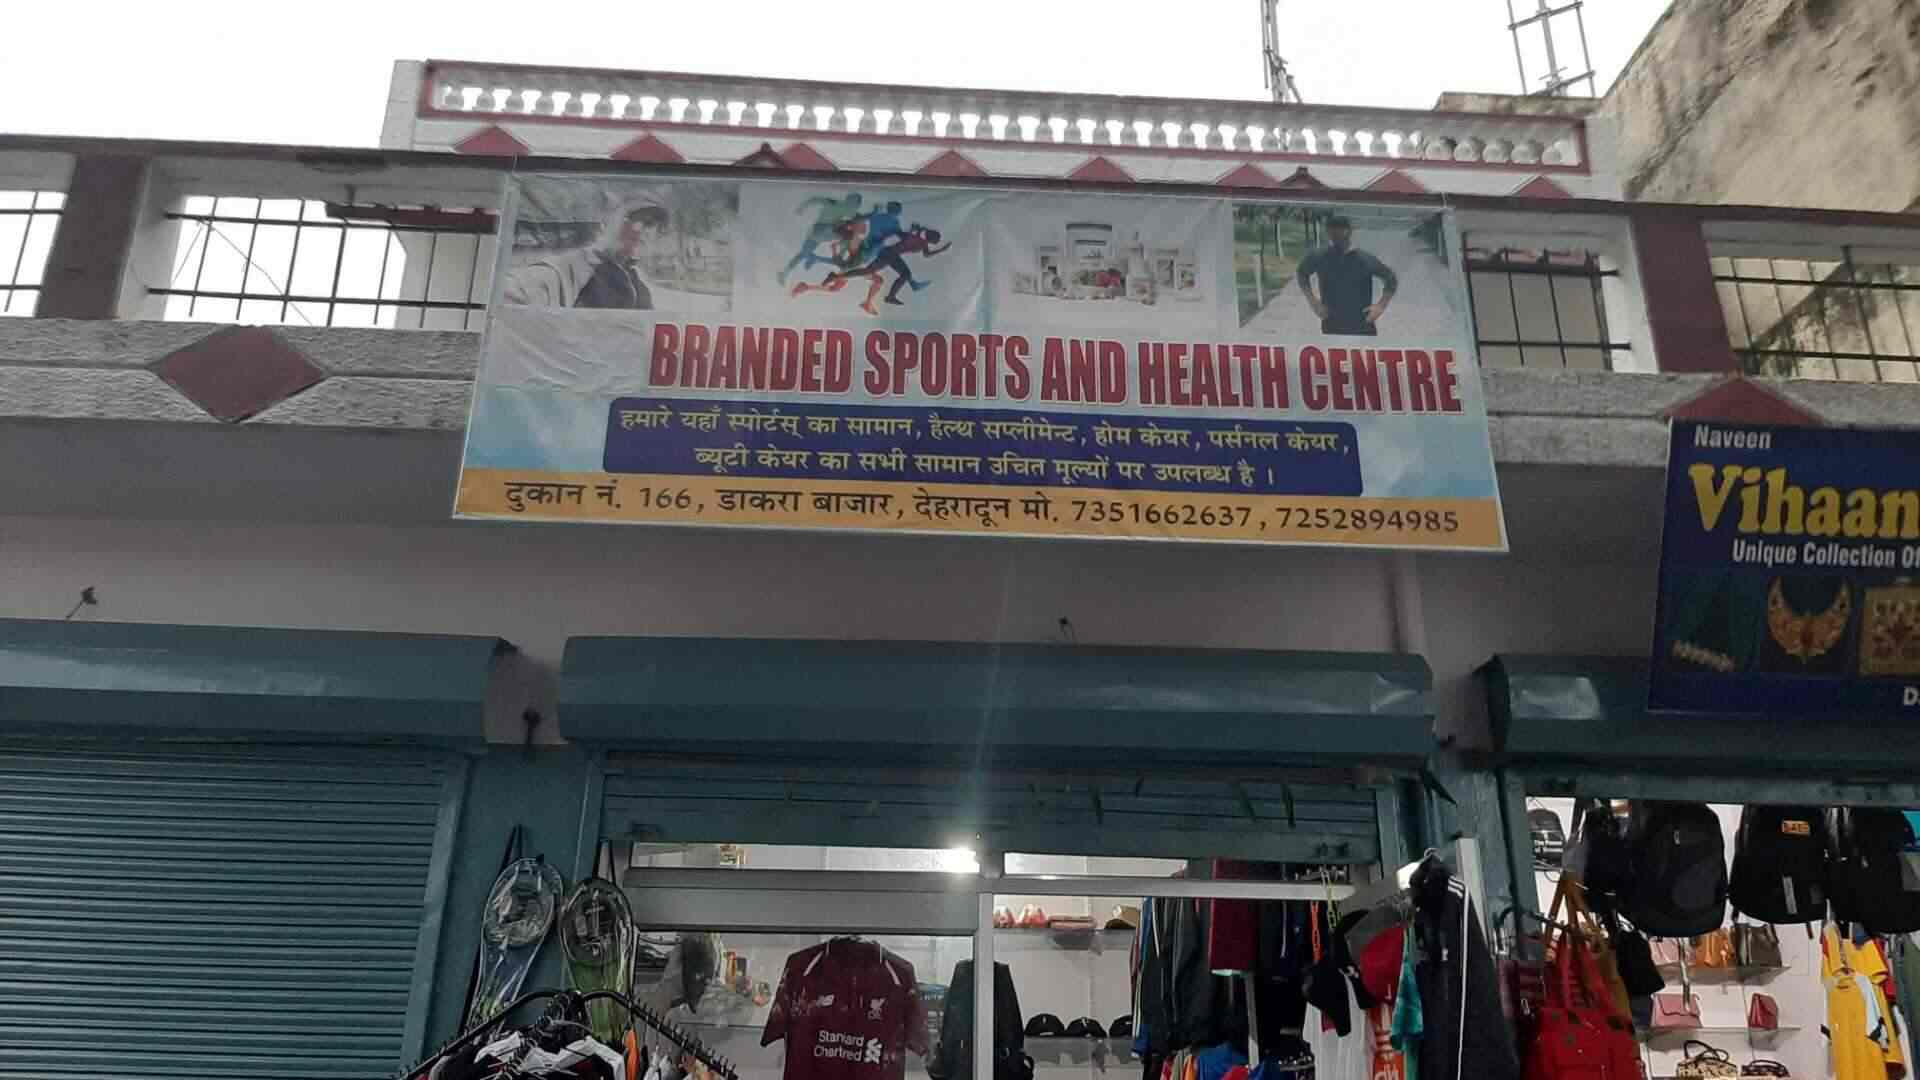 BRANDED SPORTS AND HEALTH CENTRE
हमारे यहाँ स्पोर्टस् का सामान, हैल्थ सप्लीमेन्ट, होम केयर, पर्सनल केयर,
ब्यूटी केयर का सभी सामान उचित मूल्यों पर उपलब्ध है ।
दुकान नं. 166, डाकरा बाजार, देहरादून मो. 7351662637, 7252894985
Naveen
Vihaan
Unique Collection Of
Standard
Chartered